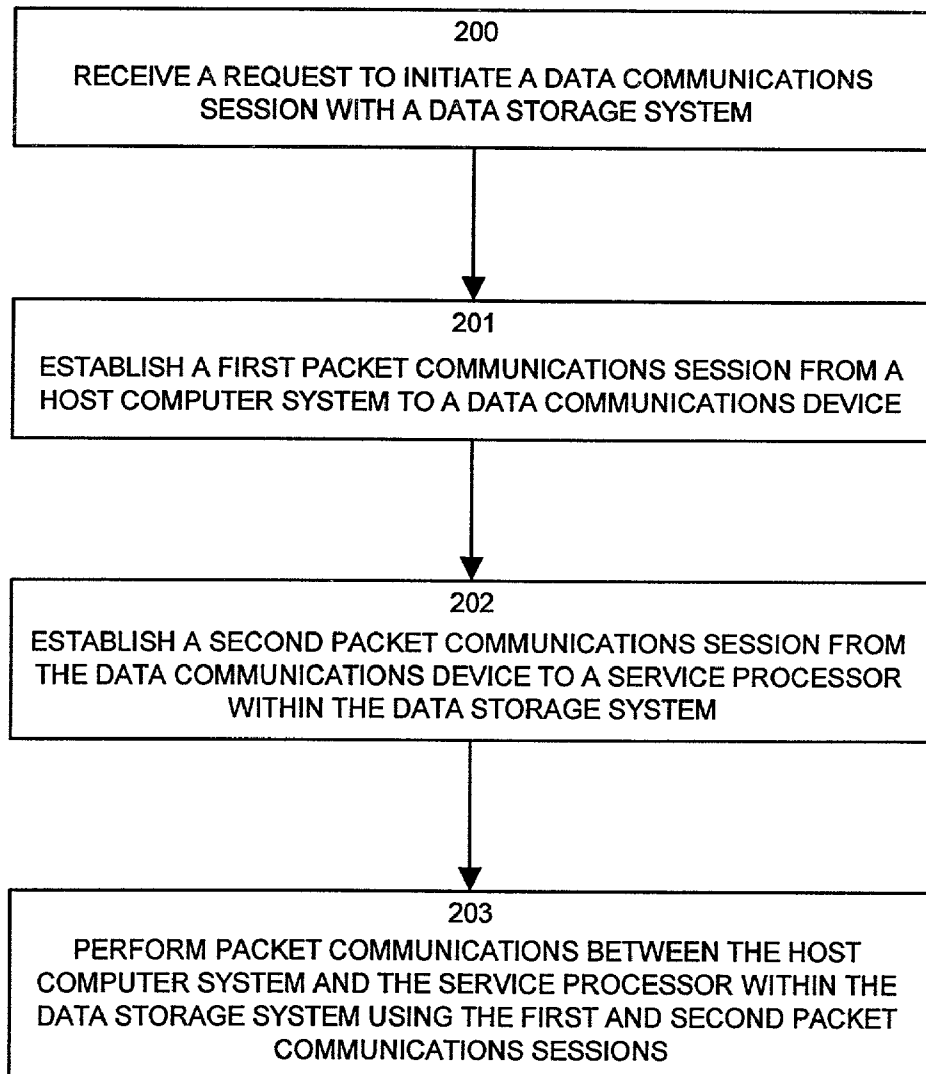 200
RECEIVE A REQUEST TO INITIATE A DATA COMMUNICATIONS
SESSION WITH A DATA STORAGE SYSTEM
201
ESTABLISH A FIRST PACKET COMMUNICATIONS SESSION FROM A
HOST COMPUTER SYSTEM TO A DATA COMMUNICATIONS DEVICE
202
ESTABLISH A SECOND PACKET COMMUNICATIONS SESSION FROM
THE DATA COMMUNICATIONS DEVICE TO A SERVICE PROCESSOR
WITHIN THE DATA STORAGE SYSTEM
203
PERFORM PACKET COMMUNICATIONS BETWEEN THE HOST
COMPUTER SYSTEM AND THE SERVICE PROCESSOR WITHIN THE
DATA STORAGE SYSTEM USING THE FIRST AND SECOND PACKET
COMMUNICATIONS SESSIONS